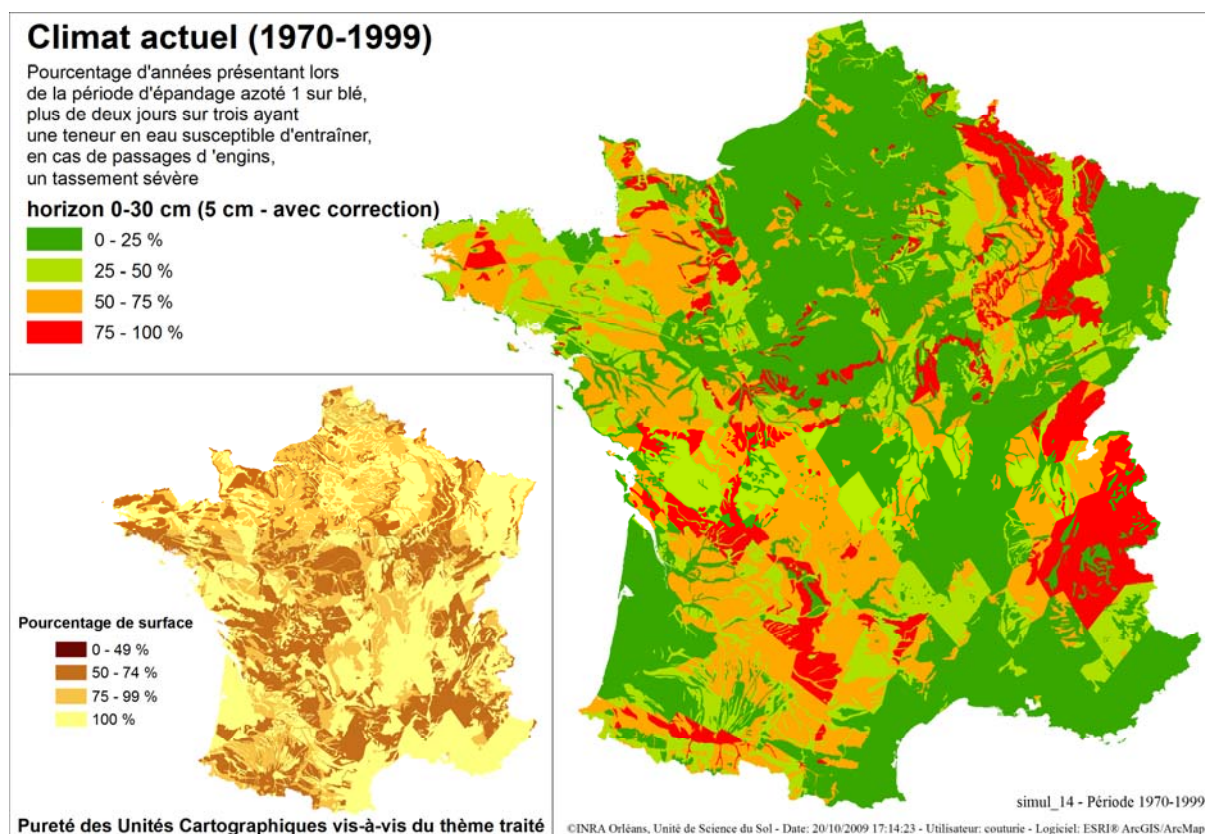 Climat actuel (1970-1999)
Pourcentage d'années présentant lors
de la période d'épandage azoté 1 sur blé,
plus de deux jours sur trois ayant
une teneur en eau susceptible d'entraîner,
en cas de passages d 'engins,
un tassement sévère
horizon 0-30 cm (5 cm - avec correction)
0 - 25 %
25 - 50 %
50 - 75 %
75 - 100 %
Pourcentage de surface
0 - 49 %
50 - 74 %
75 - 99 %
100 %
Pureté des Unités Cartographiques vis-à-vis du thème traité
simul_14 - Période 1970-1999
©INRA Orléans, Unité de Science du Sol - Date: 20/10/2009 17:14:23 - Utilisateur: couturie - Logiciel: ESRI® ArcGIS/ArcMap